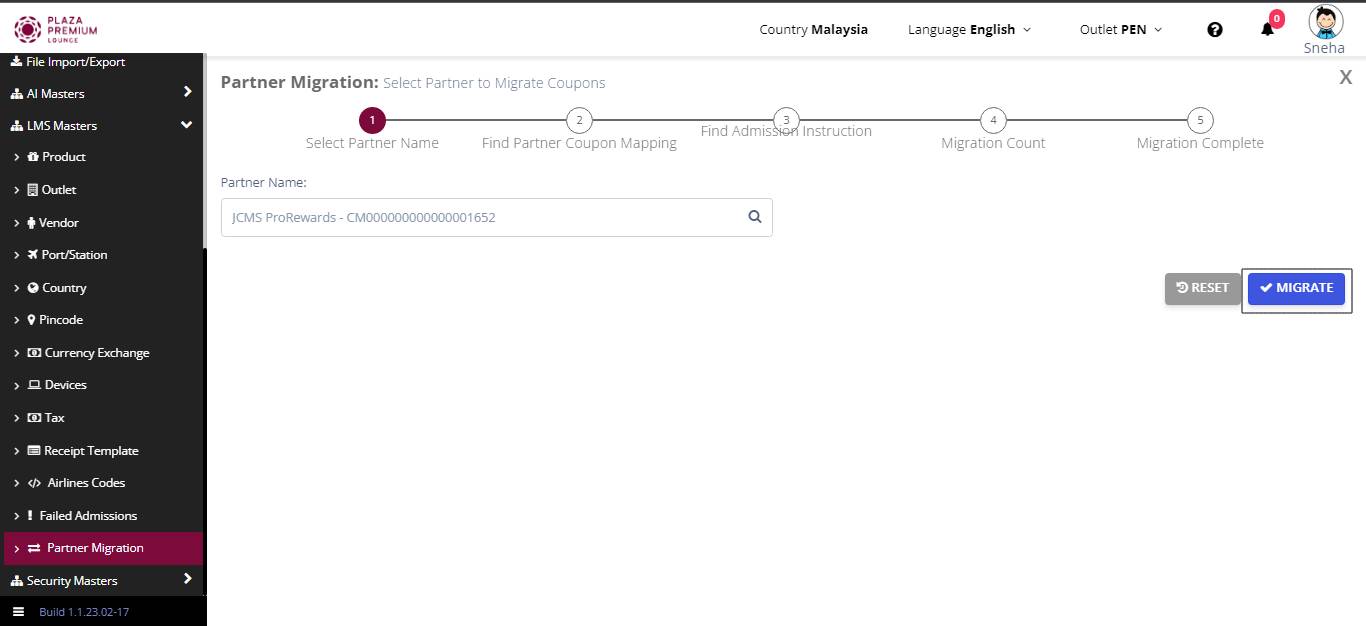 PLAZA
PREMIUM
LOUNGE
Country Malaysia
Language English
Outlet PEN
0
Sneha
File Import/Export
AI Masters
LMS Masters
Product
Outlet
Vendor
Port/Station
Country
Pincode
Currency Exchange
Devices
Tax
Receipt Template
Airlines Codes
Failed Admissions
Partner Migration
Security Masters
Build 1.1.23.02-17
Partner Migration: Select Partner to Migrate Coupons
X
1
Select Partner Name
2
Find Partner Coupon Mapping
3
Find Admission Instruction
4
Migration Count
5
Migration Complete
Partner Name:
JCMS ProRewards - CM000000000000001652
RESET
MIGRATE